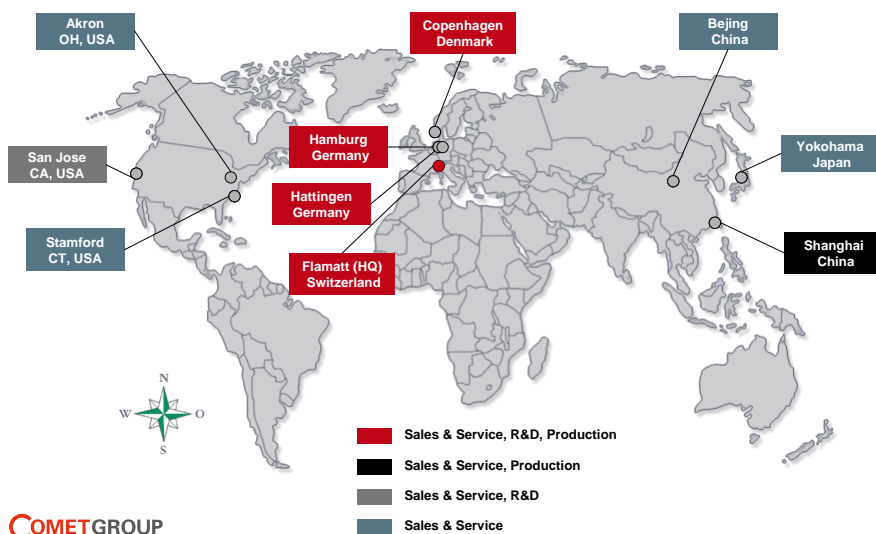 Akron
OH, USA
Copenhagen
Denmark
Bejing
China
Hamburg
Germany
San Jose
CA, USA
Yokohama
Japan
Hattingen
Germany
Stamford
CT, USA
Flamatt (HQ)
Switzerland
Shanghai
China
N
W
O
S
Sales & Service, R&D, Production
Sales & Service, Production
Sales & Service, R&D
Sales & Service
COMETGROUP